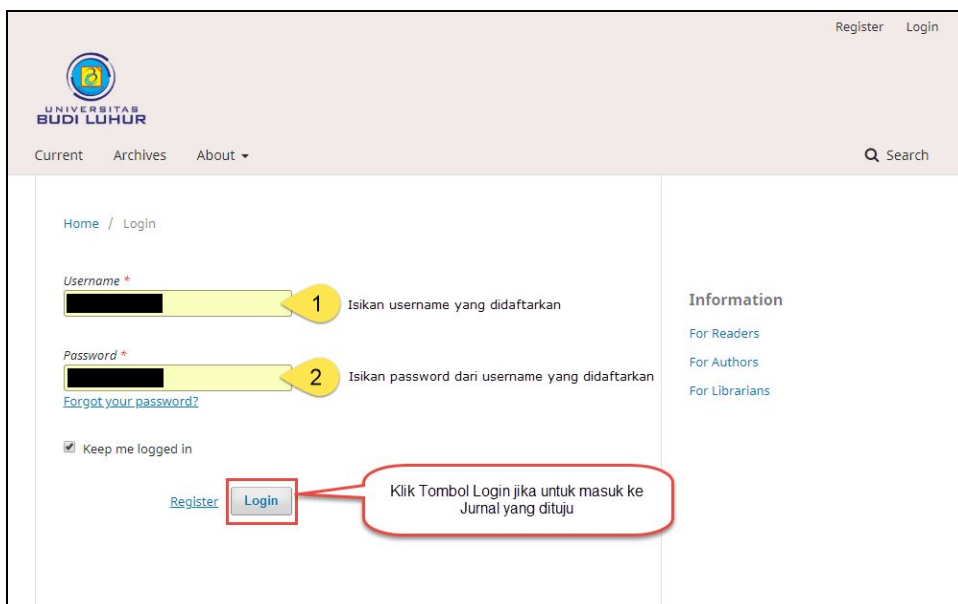 Register Login
UNIVERSITAS
BUDI LUHUR
Current Archives About
Search
Home / Login
Username *
1 Isikan username yang didaftarkan
Password *
2 Isikan password dari username yang didaftarkan
Forgot your password?
Keep me logged in
Register Login
Klik Tombol Login jika untuk masuk ke
Jurnal yang dituju
Information
For Readers
For Authors
For Librarians